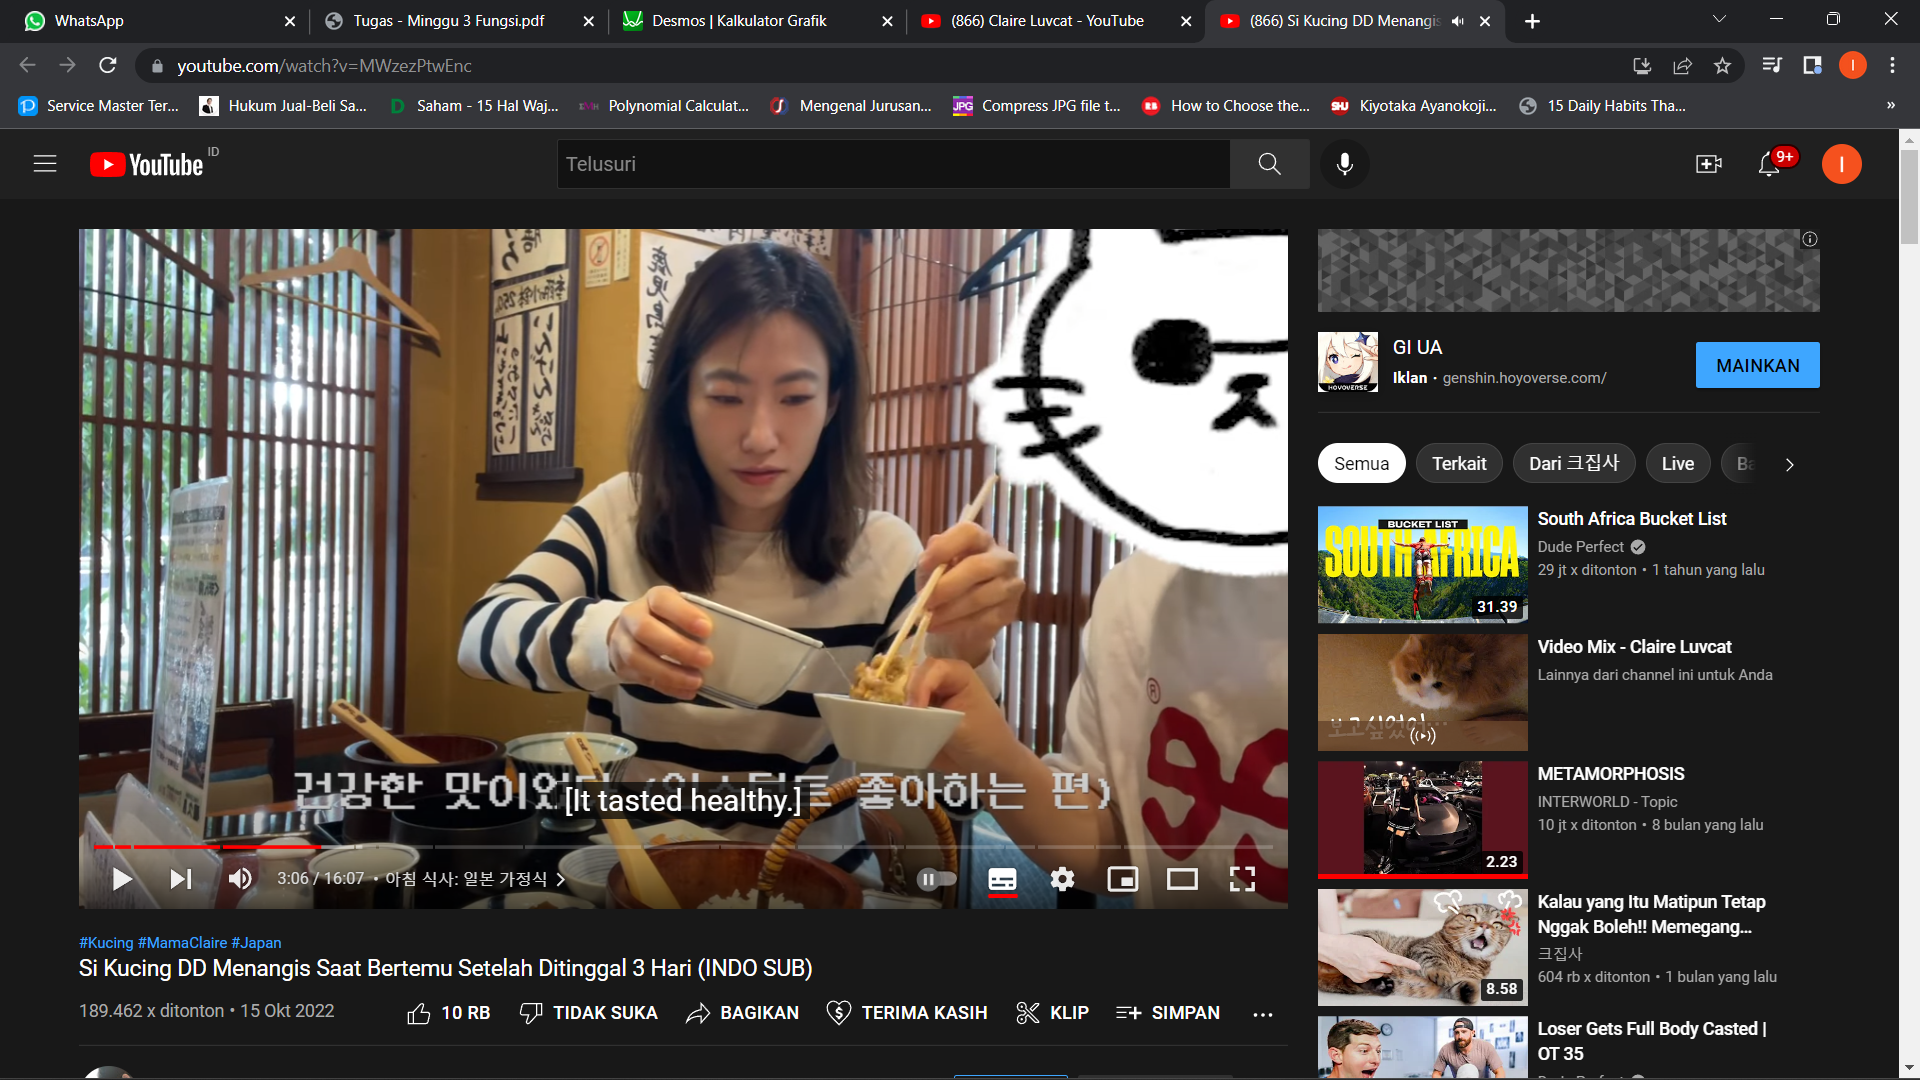 WhatsApp
Tugas - Minggu 3 Fungsi.pdf
Desmos | Kalkulator Grafik
(866) Claire Luvcat - YouTube
(866) Si Kucing DD Menangis
youtube.com/watch?v=MWzezPtwEnc
I
Service Master Ter...
Hukum Jual-Beli Sa...
Saham - 15 Hal Waj...
Polynomial Calculat...
Mengenal Jurusan...
JPG
Compress JPG file t...
How to Choose the...
Kiyotaka Ayanokoji...
15 Daily Habits Tha...
»
YouTube ID
Telusuri
9+
I
건강한 맛이었다 좋아하는 편)
[It tasted healthy.]
3:06 / 16:07 • 아침 식사: 일본 가정식
#Kucing #MamaClaire #Japan
Si Kucing DD Menangis Saat Bertemu Setelah Ditinggal 3 Hari (INDO SUB)
189.462 x ditonton • 15 Okt 2022
10 RB
TIDAK SUKA
BAGIKAN
TERIMA KASIH
KLIP
SIMPAN
GI UA
Iklan · genshin.hoyoverse.com/
HOYOVERSE
MAINKAN
Semua
Terkait
Dari 크집사
Live
Ba
BUCKET LIST
SOUTH AFRICA
31.39
South Africa Bucket List
Dude Perfect
29 jt x ditonton • 1 tahun yang lalu
보고싶었어...
Video Mix - Claire Luvcat
Lainnya dari channel ini untuk Anda
2.23
METAMORPHOSIS
INTERWORLD - Topic
10 jt x ditonton • 8 bulan yang lalu
8.58
Kalau yang Itu Matipun Tetap
Nggak Boleh!! Memegang...
크집사
604 rb x ditonton • 1 bulan yang lalu
Loser Gets Full Body Casted |
OT 35